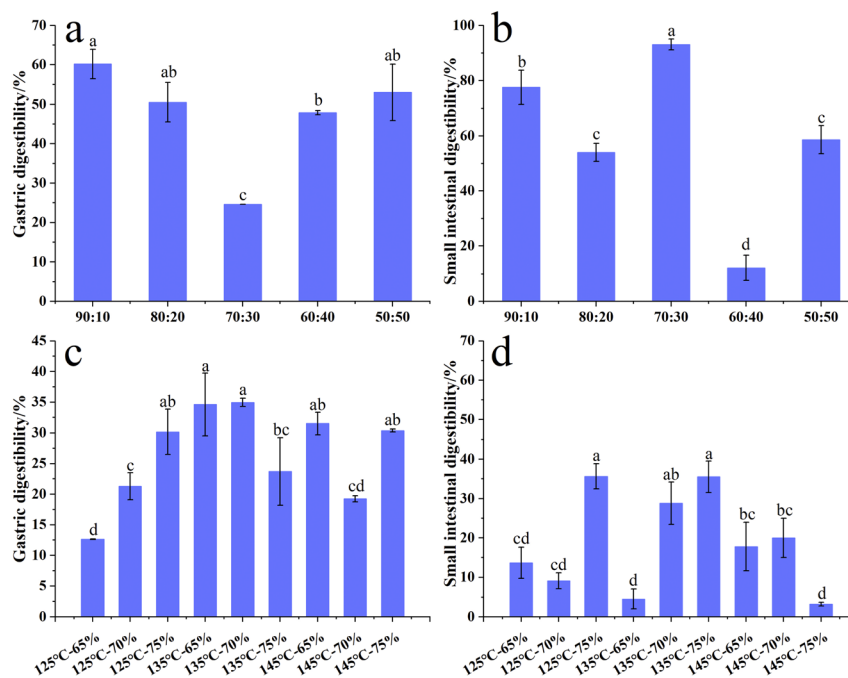 a
Gastric digestibility/%
70
60
50
40
30
20
10
0
a
ab
c
b
ab
90:10 80:20 70:30 60:40 50:50
b
Small intestinal digestibility/%
100
80
60
40
20
0
b
c
a
d
c
90:10 80:20 70:30 60:40 50:50
c
Gastric digestibility/%
45
40
35
30
25
20
15
10
5
0
d
c
ab
a
a
bc
ab
cd
ab
125°C-65% 125°C-70% 125°C-75% 135°C-65% 135°C-70% 135°C-75% 145°C-65% 145°C-70% 145°C-75%
d
Small intestinal digestibility/%
70
60
50
40
30
20
10
0
cd
cd
a
d
ab
a
bc
bc
d
125°C-65% 125°C-70% 125°C-75% 135°C-65% 135°C-70% 135°C-75% 145°C-65% 145°C-70% 145°C-75%